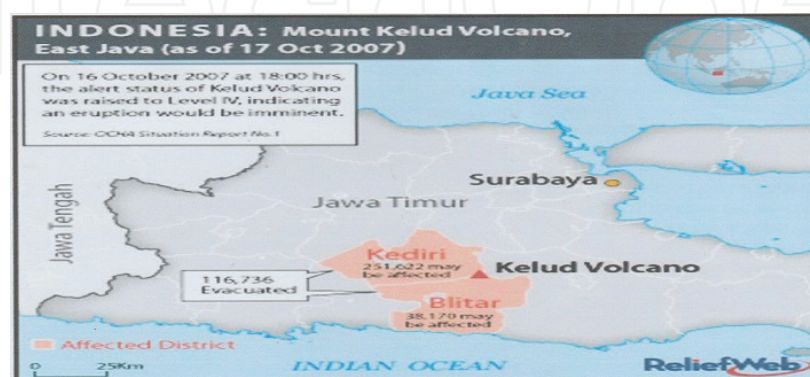 INDONESIA: Mount Kelud Volcano,
East Java (as of 17 Oct 2007)
On 16 October 2007 at 18:00 hrs,
the alert status of Kelud Volcano
was raised to Level IV, indicating
an eruption would be imminent.
Source: OCHA Situation Report No.1
Java Sea
Surabaya
Jawa Tengah
Jawa Timur
Kediri
251,622 may
be affected
Kelud Volcano
116,736
Evacuated
Blitar
38,170 may
be affected
Affected District
0 25Km
INDIAN OCEAN
ReliefWeb